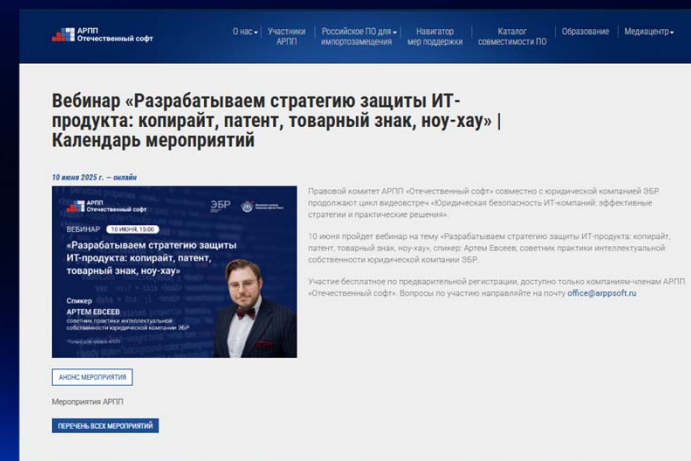 АРПП
Отечественный софт
О нас
Участники
АРПП
Российское ПО для
импортозамещения
Навигатор
мер поддержки
Каталог
совместимости ПО
Образование
Медиацентр
Вебинар «Разрабатываем стратегию защиты ИТ-
продукта: копирайт, патент, товарный знак, ноу-хау» |
Календарь мероприятий
10 июня 2025 г. — онлайн
АРПП
Отечественный софт
ЭБР
ВЕБИНАР
10 ИЮНЯ, 15:00
«Разрабатываем стратегию защиты
ИТ-продукта: копирайт, патент,
товарный знак, ноу-хау»
Спикер
АРТЕМ ЕВСЕЕВ
советник практики интеллектуальной
собственности юридической компании ЭБР
Правовой комитет АРПП «Отечественный софт» совместно с юридической компанией ЭБР
продолжают цикл видеовстреч «Юридическая безопасность ИТ-компаний: эффективные
стратегии и практические решения».
10 июня пройдет вебинар на тему «Разрабатываем стратегию защиты ИТ-продукта: копирайт,
патент, товарный знак, ноу-хау», спикер: Артем Евсеев, советник практики интеллектуальной
собственности юридической компании ЭБР.
Участие бесплатное по предварительной регистрации, доступно только компаниям-членам АРПП
«Отечественный софт». Вопросы по участию направляйте на почту office@arppsoft.ru
АНОНС МЕРОПРИЯТИЯ
Мероприятия АРПП
ПЕРЕЧЕНЬ ВСЕХ МЕРОПРИЯТИЙ